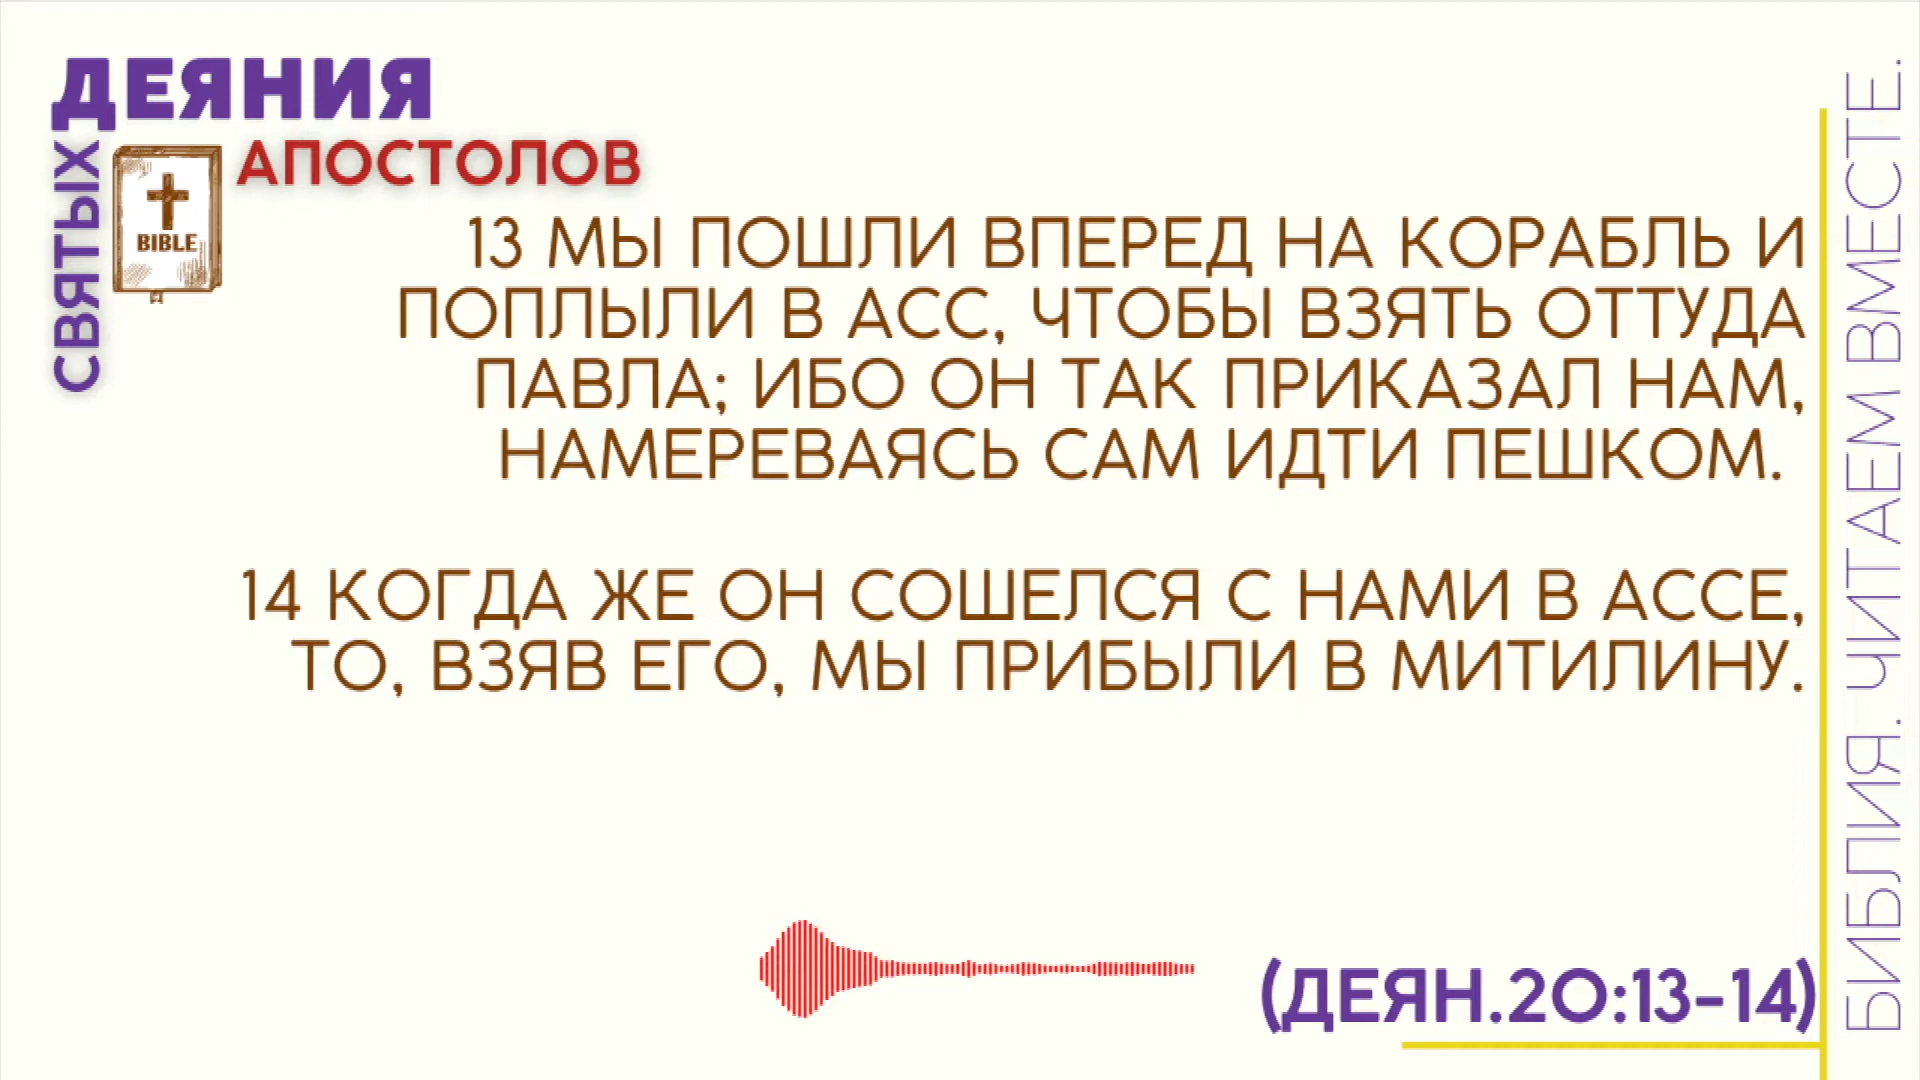 ДЕЯНИЯ
СВЯТЫХ
АПОСТОЛОВ
BIBLE
13 МЫ ПОШЛИ ВПЕРЕД НА КОРАБЛЬ И
ПОПЛЫЛИ В АСС, ЧТОБЫ ВЗЯТЬ ОТТУДА
ПАВЛА; ИБО ОН ТАК ПРИКАЗАЛ НАМ,
НАМЕРЕВАЯСЬ САМ ИДТИ ПЕШКОМ.
14 КОГДА ЖЕ ОН СОШЕЛСЯ С НАМИ В АССЕ,
ТО, ВЗЯВ ЕГО, МЫ ПРИБЫЛИ В МИТИЛИНУ.
(ДЕЯН.20:13-14)
БИБЛИЯ. ЧИТАЕМ ВМЕСТЕ.